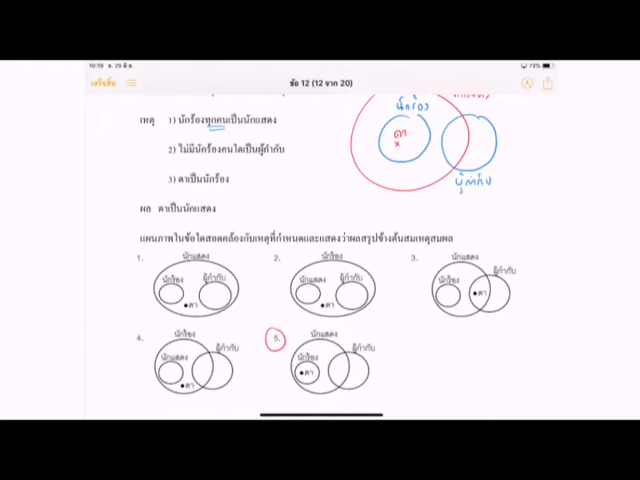 10:19 อ. 25 มิ.ย. 73%
เสร็จสิ้น ข้อ 12 (12 จาก 20)
เหตุ 1) นักร้องทุกคนเป็นนักแสดง
2) ไม่มีนักร้องคนใดเป็นผู้กำกับ
3) ดาเป็นนักร้อง
ผล ดาเป็นนักแสดง
นักร้อง
ดา
ผู้กำกับ
แผนภาพในข้อใดสอดคล้องกับเหตุที่กำหนดและแสดงว่าผลสรุปข้างต้นสมเหตุสมผล
1. นักแสดง นักร้อง ผู้กำกับ ดา
2. นักร้อง นักแสดง ผู้กำกับ ดา
3. นักแสดง ผู้กำกับ นักร้อง ดา
4. นักร้อง ผู้กำกับ นักแสดง ดา
5. นักแสดง ผู้กำกับ นักร้อง ดา